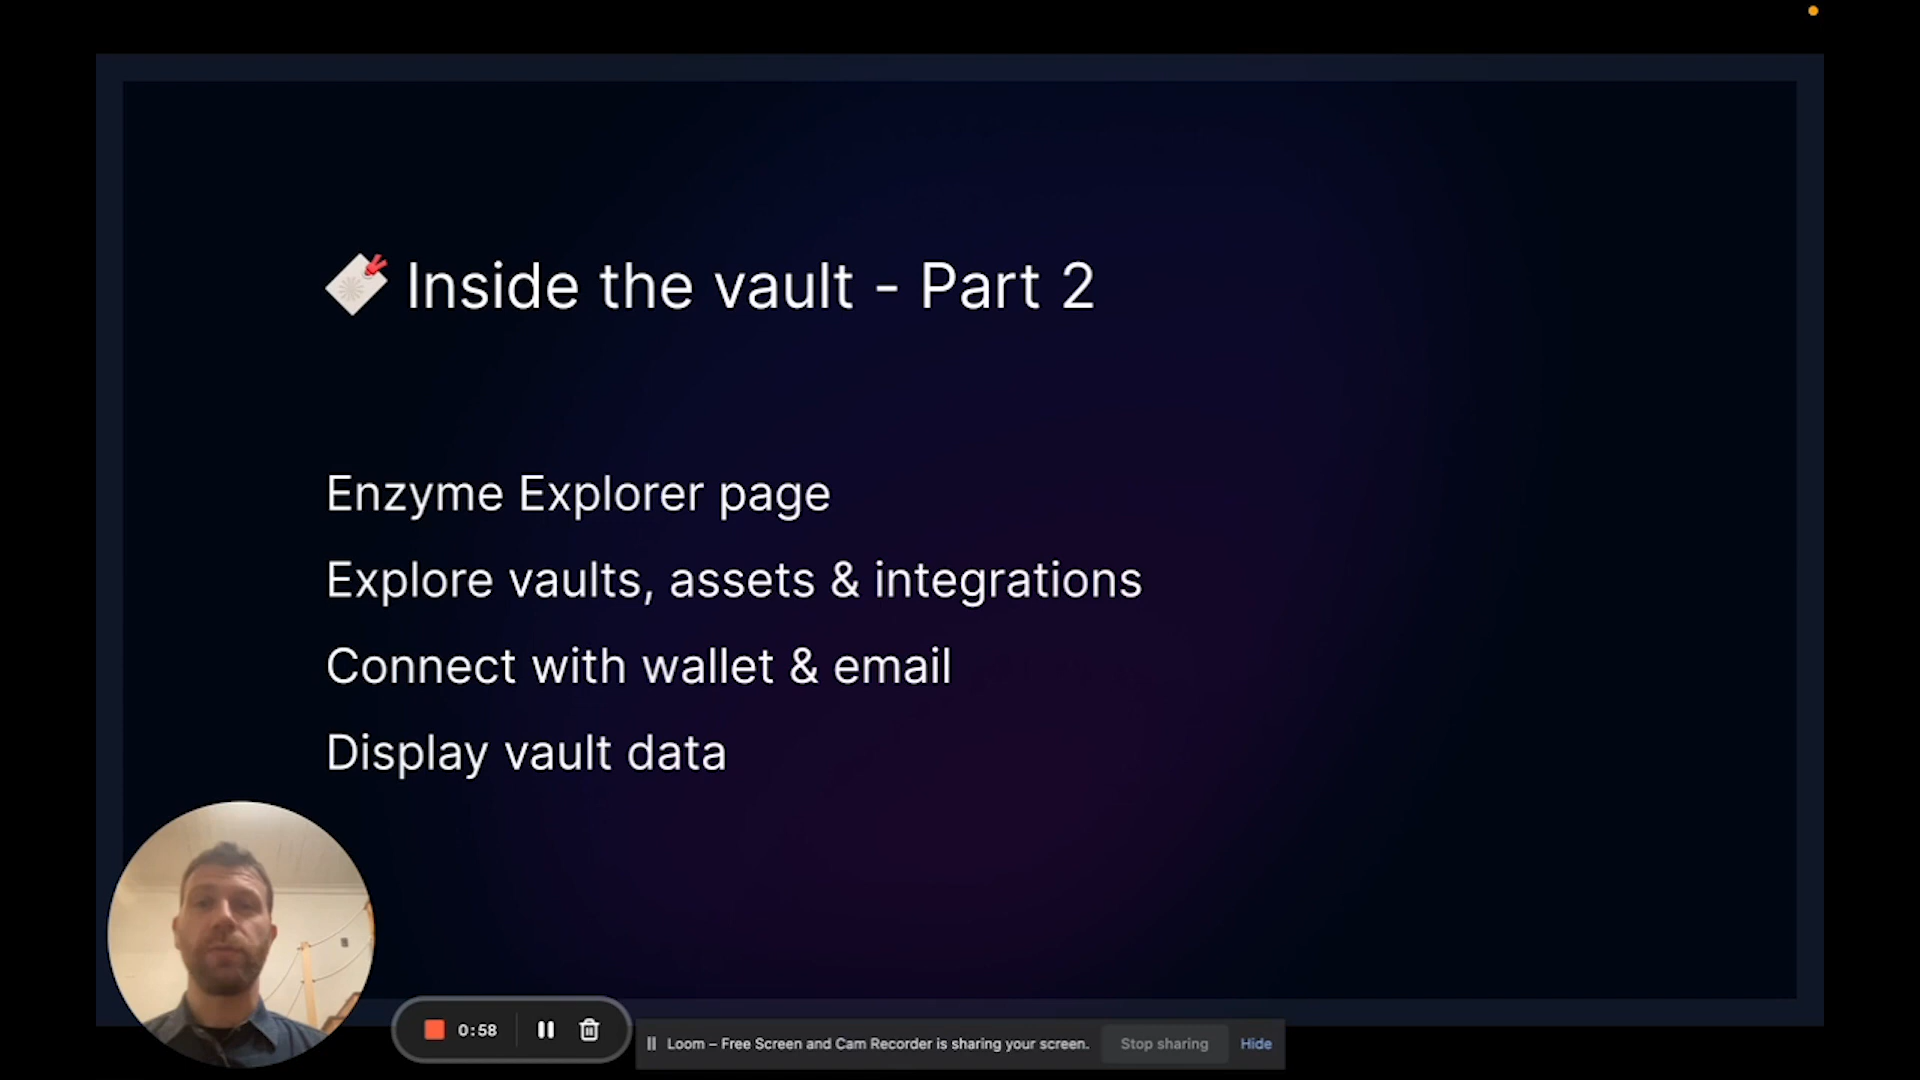 Inside the vault - Part 2
Enzyme Explorer page
Explore vaults, assets & integrations
Connect with wallet & email
Display vault data
0:58
Loom – Free Screen and Cam Recorder is sharing your screen. Stop sharing Hide